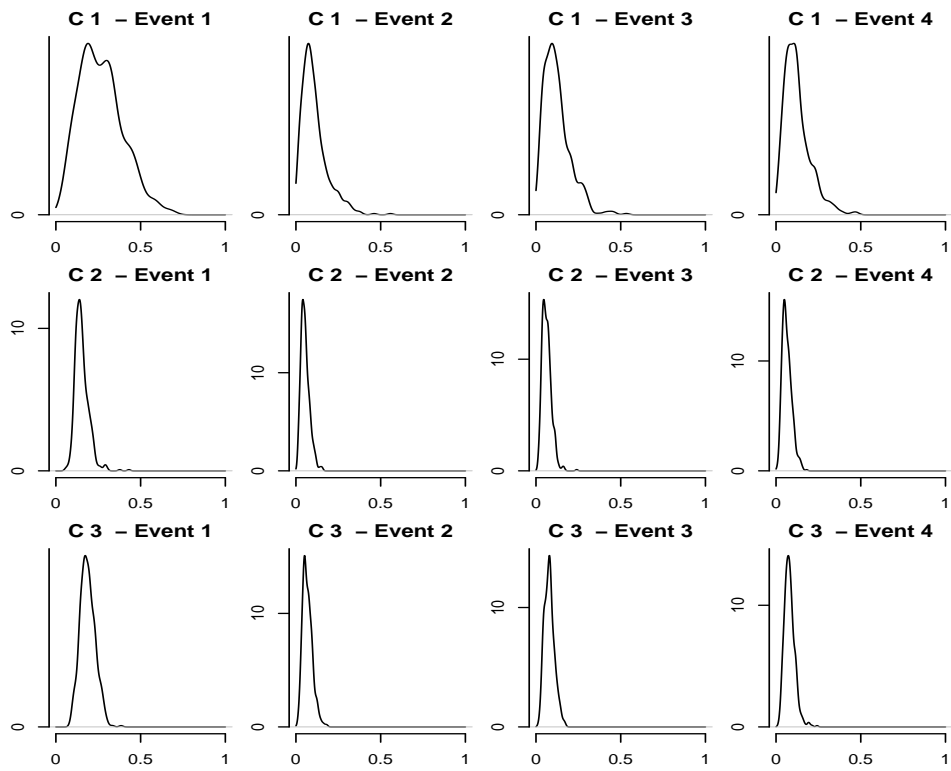 C 1 – Event 1
C 1 – Event 2
C 1 – Event 3
C 1 – Event 4
0
0
0
0
0 0.5 1
0 0.5 1
0 0.5 1
0 0.5 1
C 2 – Event 1
C 2 – Event 2
C 2 – Event 3
C 2 – Event 4
10
0
10
0
10
0
10
0
0 0.5 1
0 0.5 1
0 0.5 1
0 0.5 1
C 3 – Event 1
C 3 – Event 2
C 3 – Event 3
C 3 – Event 4
0
10
0
10
0
10
0
0 0.5 1
0 0.5 1
0 0.5 1
0 0.5 1